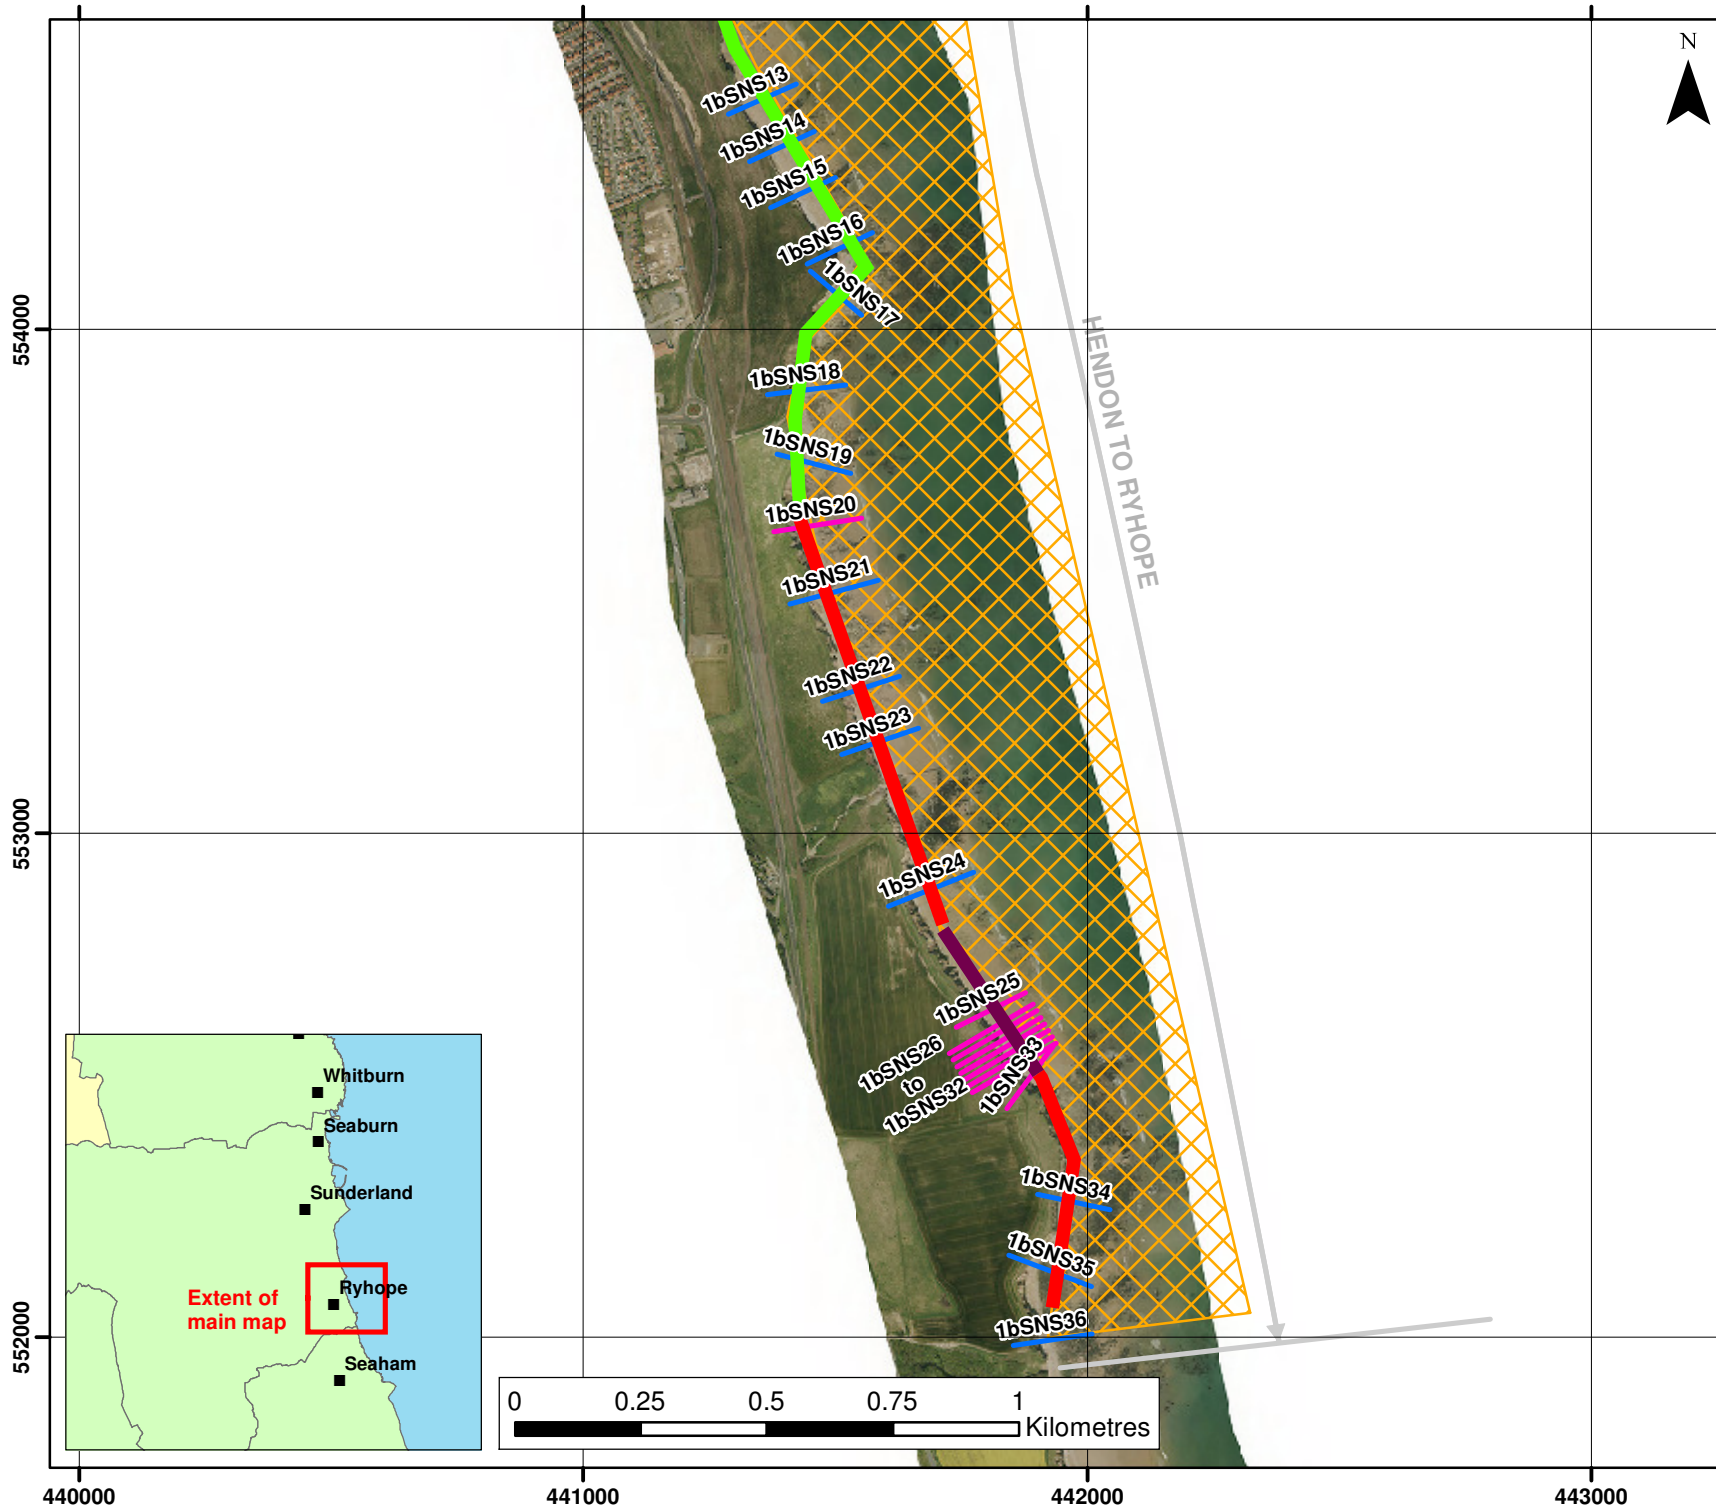 N
1bSNS13
1bSNS14
1bSNS15
1bSNS16
1bSNS17
554000
HENDON TO RYHOPE
1bSNS18
1bSNS19
1bSNS20
1bSNS21
1bSNS22
1bSNS23
553000
1bSNS24
1bSNS25
1bSNS26
to
1bSNS32
1bSNS33
1bSNS34
1bSNS35
1bSNS36
552000
Whitburn
Seaburn
Sunderland
Ryhope
Extent of
main map
Seaham
0 0.25 0.5 0.75 1
Kilometres
440000 441000 442000 443000